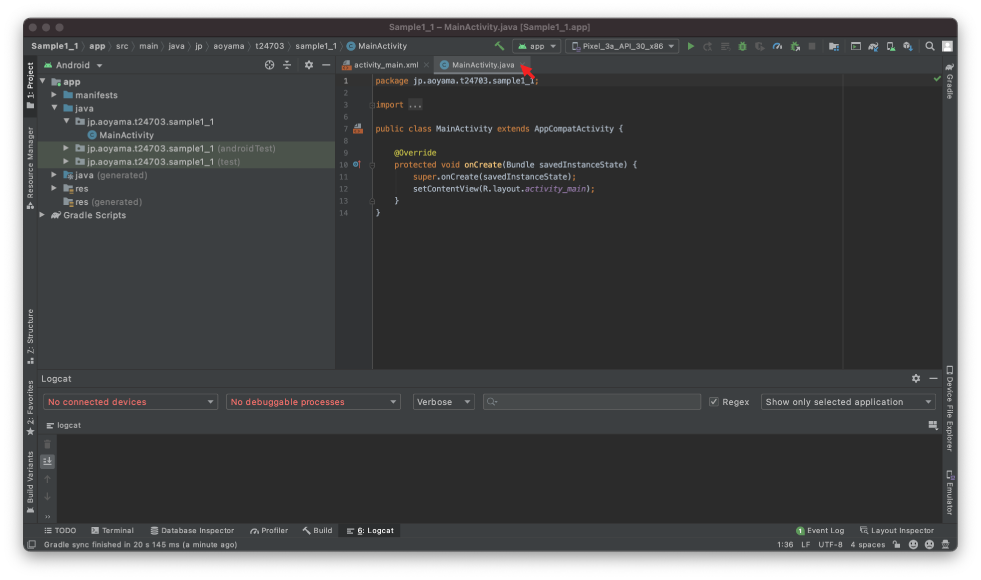 Sample1_1 – MainActivity.java [Sample1_1.app]
Sample1_1 app src main java jp aoyama t24703 sample1_1 MainActivity app Pixel_3a_API_30_x86
1: Project
Resource Manager
Z: Structure
2: Favorites
Build Variants
Android
app
manifests
java
jp.aoyama.t24703.sample1_1
MainActivity
jp.aoyama.t24703.sample1_1 (androidTest)
jp.aoyama.t24703.sample1_1 (test)
java (generated)
res
res (generated)
Gradle Scripts
activity_main.xml MainActivity.java
1 package jp.aoyama.t24703.sample1_1;
2
3 import ...
6
7 public class MainActivity extends AppCompatActivity {
8
9 @Override
10 protected void onCreate(Bundle savedInstanceState) {
11 super.onCreate(savedInstanceState);
12 setContentView(R.layout.activity_main);
13 }
14 }
Gradle
Device File Explorer
Emulator
Logcat
No connected devices No debuggable processes Verbose Regex Show only selected application
logcat
TODO Terminal Database Inspector Profiler Build 6: Logcat 1 Event Log Layout Inspector
Gradle sync finished in 20 s 145 ms (a minute ago) 1:36 LF UTF-8 4 spaces